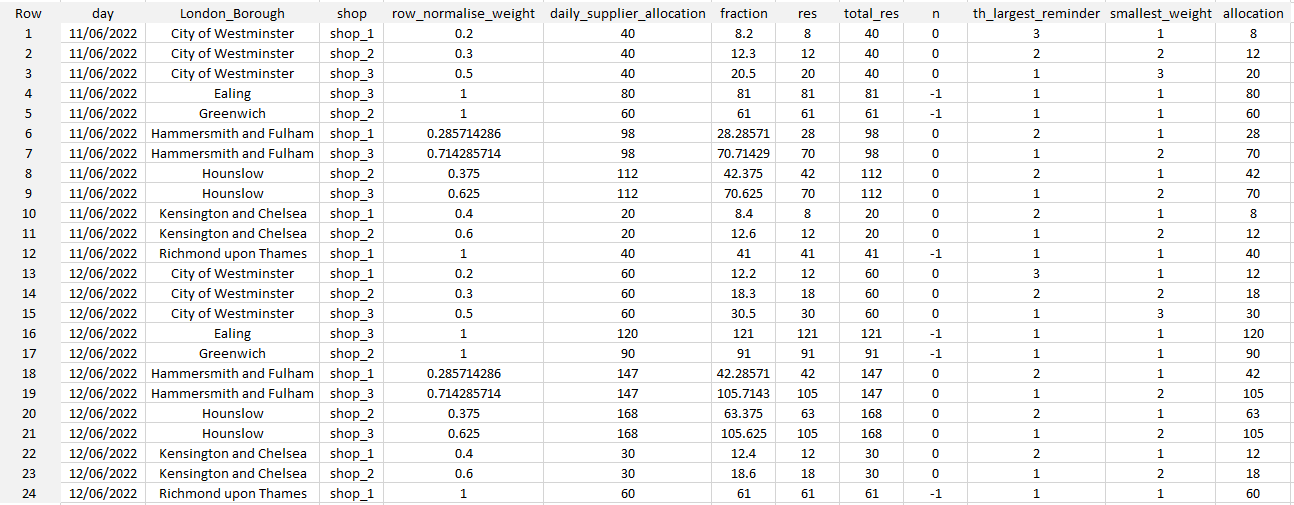 Row day London_Borough shop row_normalise_weight daily_supplier_allocation fraction res total_res n th_largest_reminder smallest_weight allocation
1 11/06/2022 City of Westminster shop_1 0.2 40 8.2 8 40 0 3 1 8
2 11/06/2022 City of Westminster shop_2 0.3 40 12.3 12 40 0 2 2 12
3 11/06/2022 City of Westminster shop_3 0.5 40 20.5 20 40 0 1 3 20
4 11/06/2022 Ealing shop_3 1 80 81 81 81 -1 1 1 80
5 11/06/2022 Greenwich shop_2 1 60 61 61 61 -1 1 1 60
6 11/06/2022 Hammersmith and Fulham shop_1 0.285714286 98 28.28571 28 98 0 2 1 28
7 11/06/2022 Hammersmith and Fulham shop_3 0.714285714 98 70.71429 70 98 0 1 2 70
8 11/06/2022 Hounslow shop_2 0.375 112 42.375 42 112 0 2 1 42
9 11/06/2022 Hounslow shop_3 0.625 112 70.625 70 112 0 1 2 70
10 11/06/2022 Kensington and Chelsea shop_1 0.4 20 8.4 8 20 0 2 1 8
11 11/06/2022 Kensington and Chelsea shop_2 0.6 20 12.6 12 20 0 1 2 12
12 11/06/2022 Richmond upon Thames shop_1 1 40 41 41 41 -1 1 1 40
13 12/06/2022 City of Westminster shop_1 0.2 60 12.2 12 60 0 3 1 12
14 12/06/2022 City of Westminster shop_2 0.3 60 18.3 18 60 0 2 2 18
15 12/06/2022 City of Westminster shop_3 0.5 60 30.5 30 60 0 1 3 30
16 12/06/2022 Ealing shop_3 1 120 121 121 121 -1 1 1 120
17 12/06/2022 Greenwich shop_2 1 90 91 91 91 -1 1 1 90
18 12/06/2022 Hammersmith and Fulham shop_1 0.285714286 147 42.28571 42 147 0 2 1 42
19 12/06/2022 Hammersmith and Fulham shop_3 0.714285714 147 105.7143 105 147 0 1 2 105
20 12/06/2022 Hounslow shop_2 0.375 168 63.375 63 168 0 2 1 63
21 12/06/2022 Hounslow shop_3 0.625 168 105.625 105 168 0 1 2 105
22 12/06/2022 Kensington and Chelsea shop_1 0.4 30 12.4 12 30 0 2 1 12
23 12/06/2022 Kensington and Chelsea shop_2 0.6 30 18.6 18 30 0 1 2 18
24 12/06/2022 Richmond upon Thames shop_1 1 60 61 61 61 -1 1 1 60